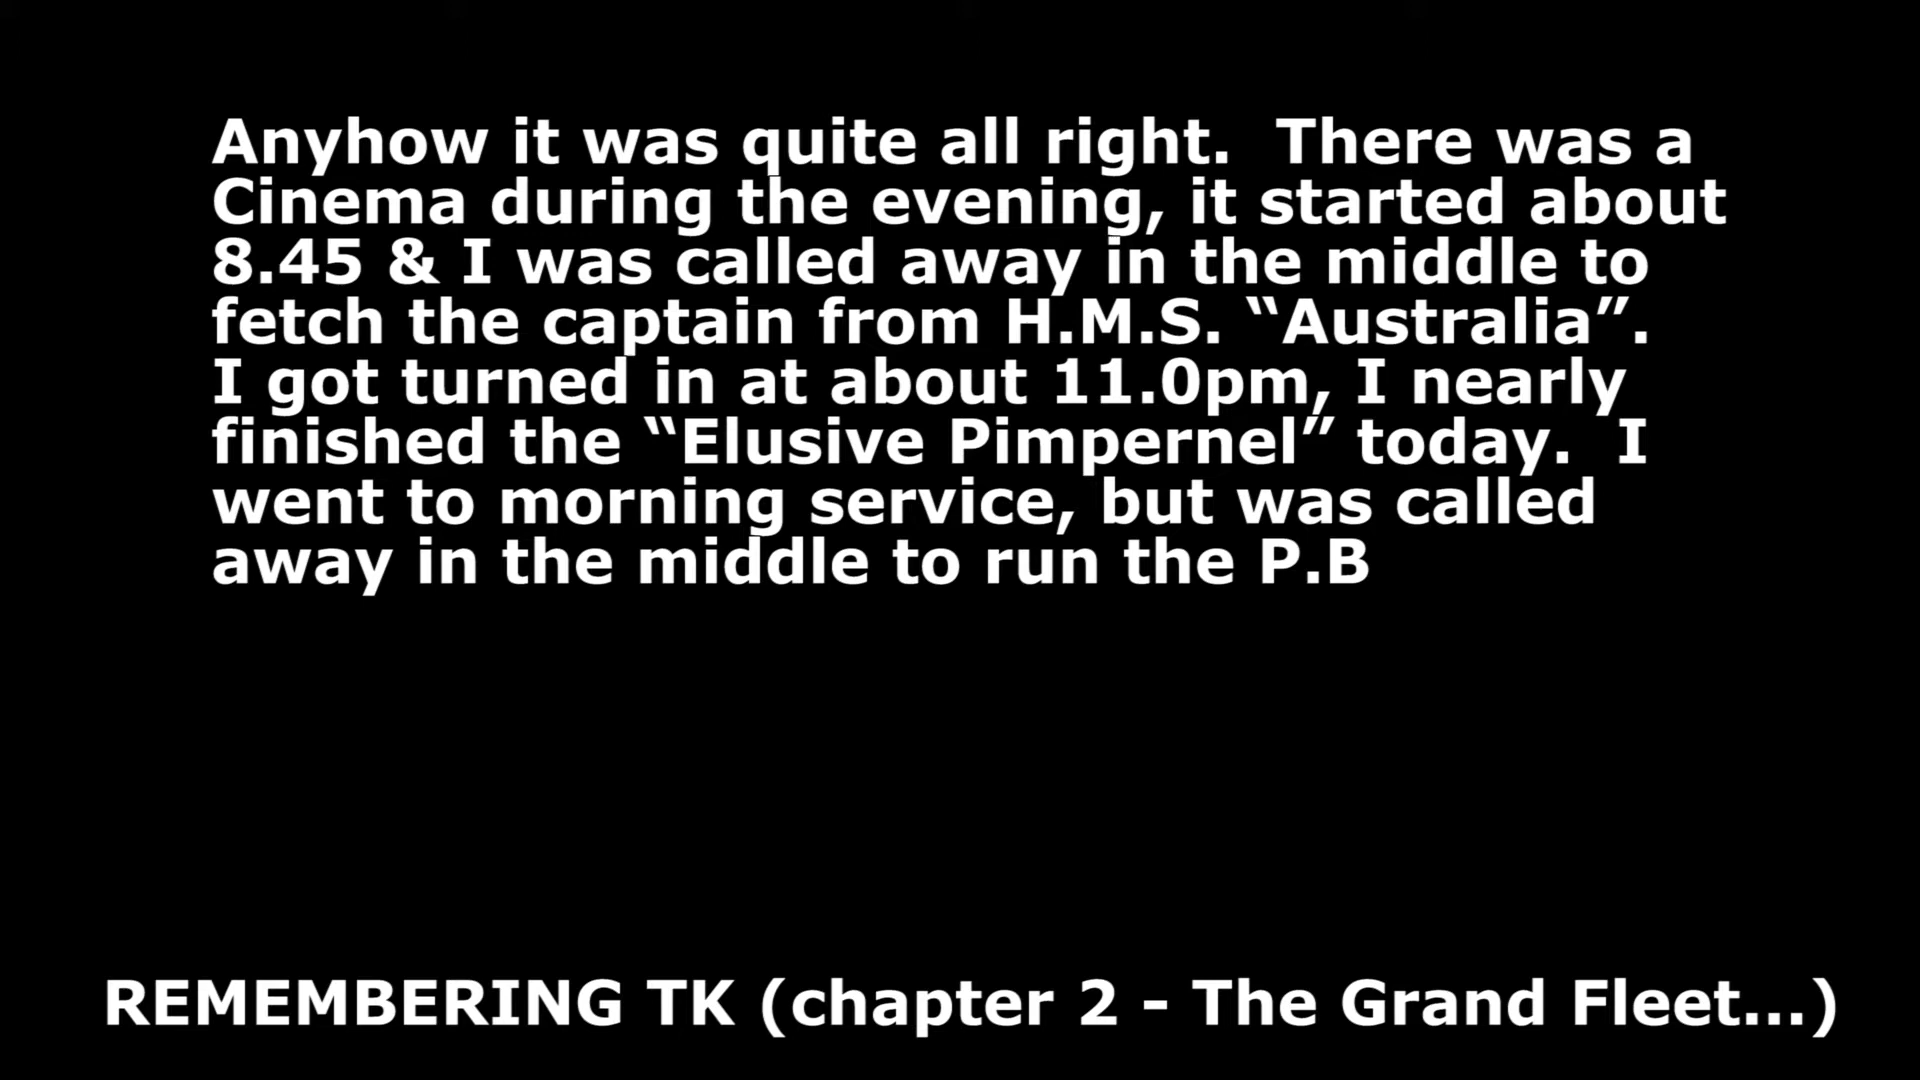 Anyhow it was quite all right.  There was a
Cinema during the evening, it started about
8.45 & I was called away in the middle to
fetch the captain from H.M.S. “Australia”.
I got turned in at about 11.0pm, I nearly
finished the “Elusive Pimpernel” today.  I
went to morning service, but was called
away in the middle to run the P.B
REMEMBERING TK (chapter 2 - The Grand Fleet...)